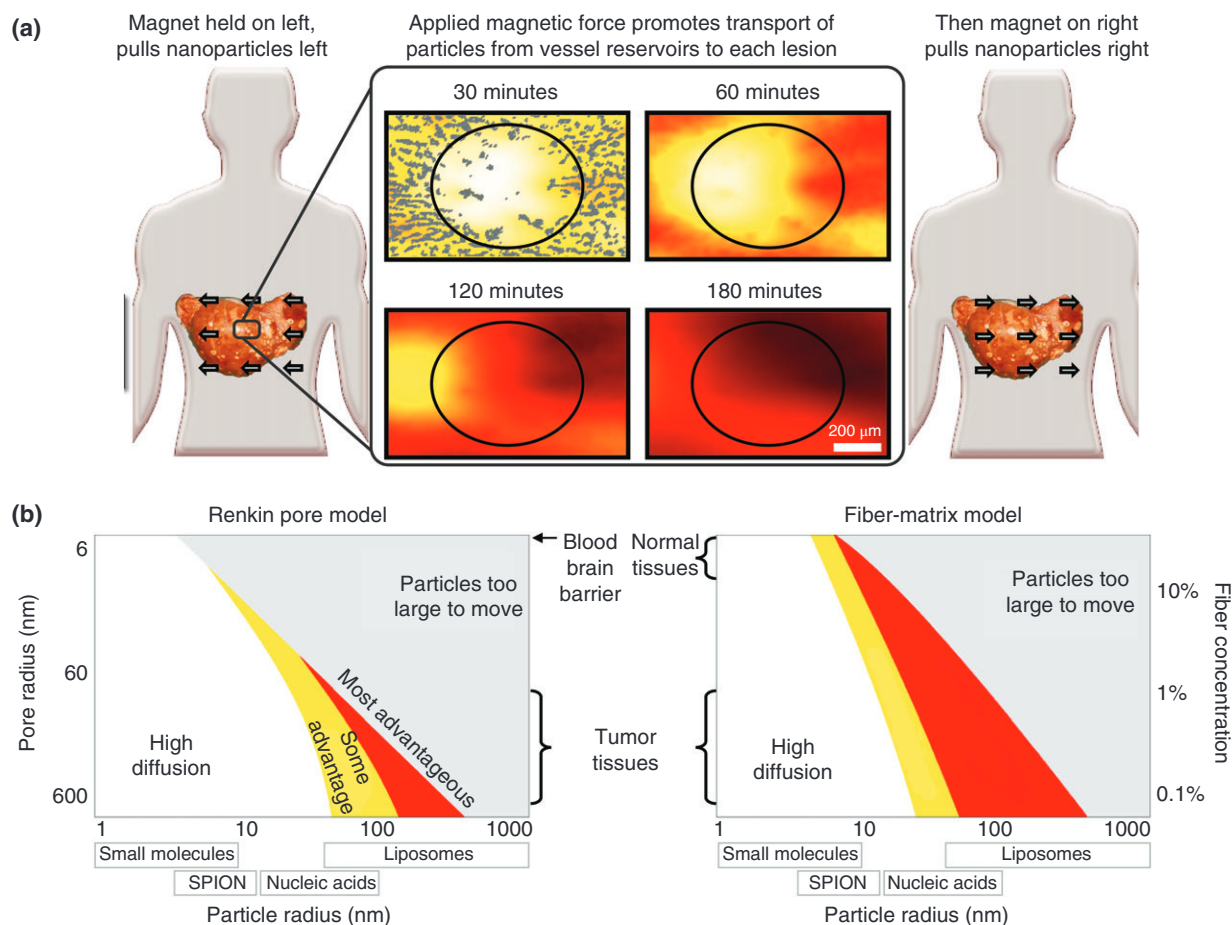 (a)
Magnet held on left,
pulls nanoparticles left
Applied magnetic force promotes transport of
particles from vessel reservoirs to each lesion
Then magnet on right
pulls nanoparticles right
30 minutes
60 minutes
120 minutes
180 minutes
200 μm
(b)
Renkin pore model
Pore radius (nm)
6
60
600
High
diffusion
Some
advantage
Most advantageous
Particles too
large to move
1
10
100
1000
Small molecules
Liposomes
SPION
Nucleic acids
Particle radius (nm)
Blood
brain
barrier
Normal
tissues
Tumor
tissues
Fiber-matrix model
High
diffusion
Particles too
large to move
10%
1%
0.1%
Fiber concentration
1
10
100
1000
Small molecules
Liposomes
SPION
Nucleic acids
Particle radius (nm)